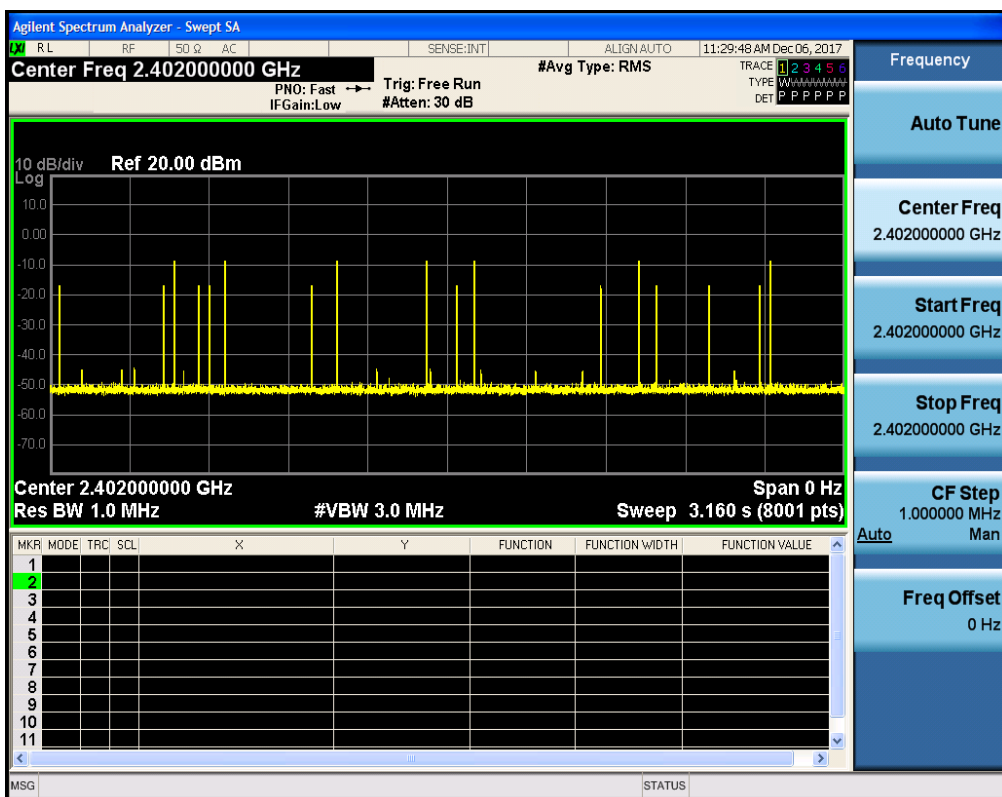 Agilent Spectrum Analyzer - Swept SA
LXI RL RF 50 Ω AC SENSE:INT ALIGN AUTO 11:29:48 AM Dec 06, 2017
Center Freq 2.402000000 GHz
PNO: Fast
IFGain:Low
Trig: Free Run
#Atten: 30 dB
#Avg Type: RMS
TRACE 1 2 3 4 5 6
TYPE WWWWWW
DET P P P P P P
10 dB/div Ref 20.00 dBm
Log
10.0
0.00
-10.0
-20.0
-30.0
-40.0
-50.0
-60.0
-70.0
Center 2.402000000 GHz Span 0 Hz
Res BW 1.0 MHz #VBW 3.0 MHz Sweep 3.160 s (8001 pts)
MKR MODE TRC SCL X Y FUNCTION FUNCTION WIDTH FUNCTION VALUE
1
2
3
4
5
6
7
8
9
10
11
MSG STATUS
Frequency
Auto Tune
Center Freq
2.402000000 GHz
Start Freq
2.402000000 GHz
Stop Freq
2.402000000 GHz
CF Step
1.000000 MHz
Auto Man
Freq Offset
0 Hz